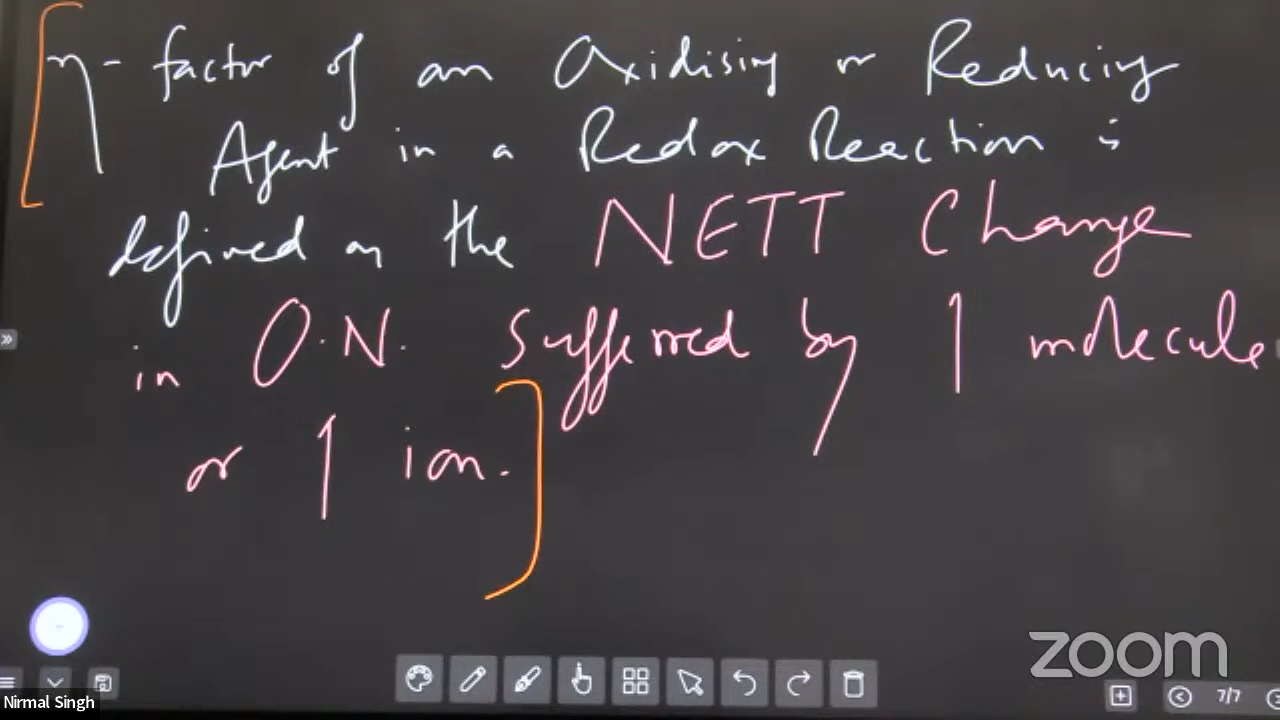 η- factor of an Oxidising or Reducing
Agent in a Redox Reaction is
defined as the NETT Change
in O.N. suffered by 1 molecule
or 1 ion.
zoom
7/7
Nirmal Singh